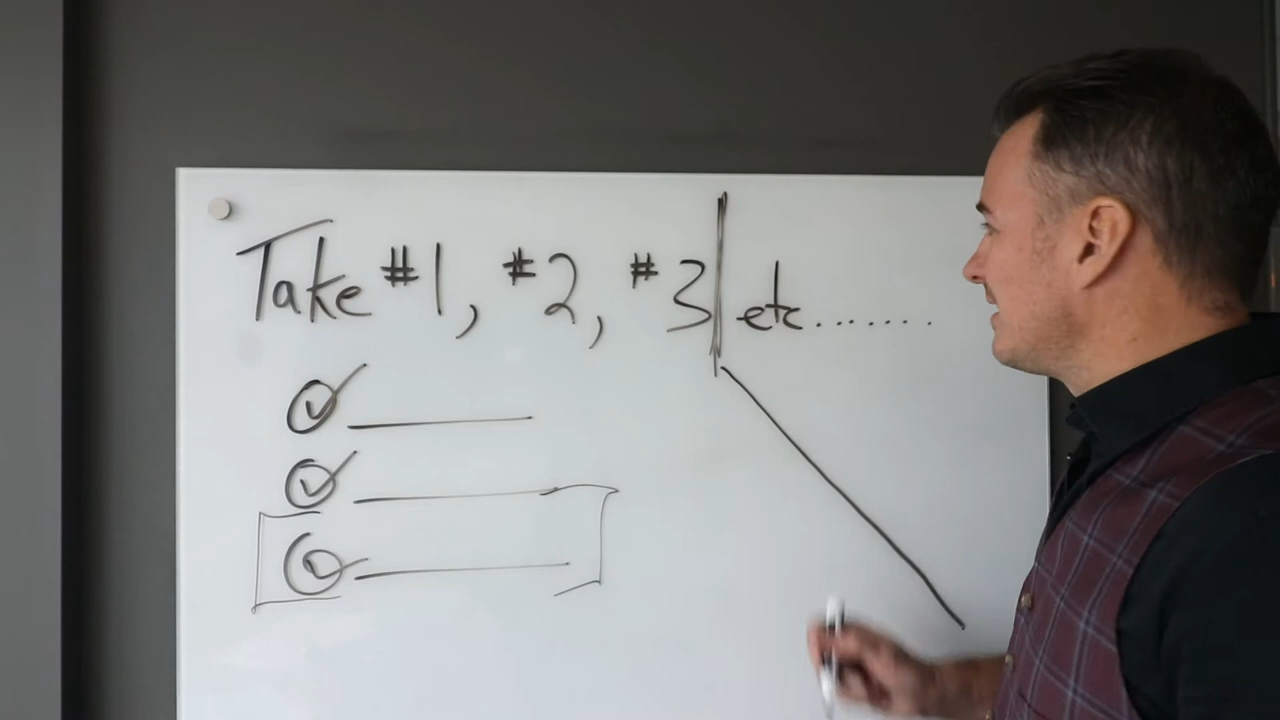 Take #1, #2, #3| etc.......